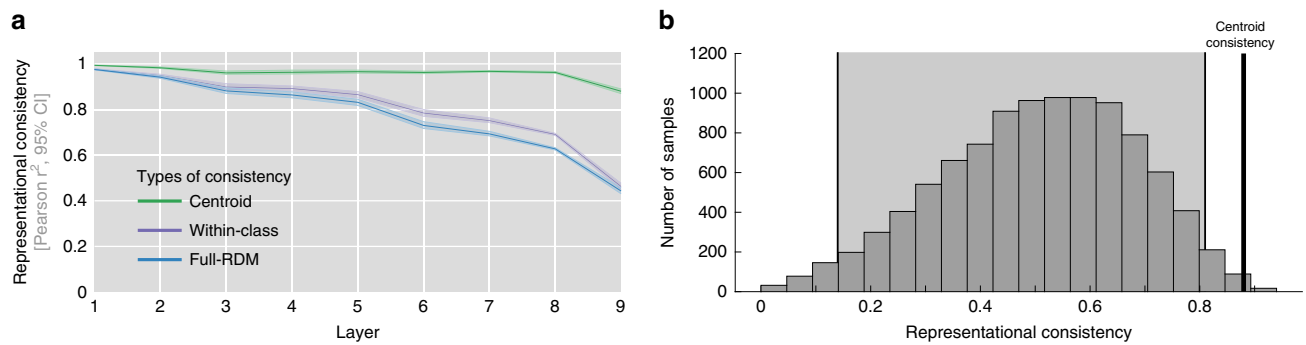 a
Representational consistency
[Pearson r², 95% CI]
1
0.8
0.6
0.4
0.2
0
Types of consistency
Centroid
Within-class
Full-RDM
1 2 3 4 5 6 7 8 9
Layer
b
Centroid
consistency
Number of samples
1200
1000
800
600
400
200
0
0 0.2 0.4 0.6 0.8
Representational consistency